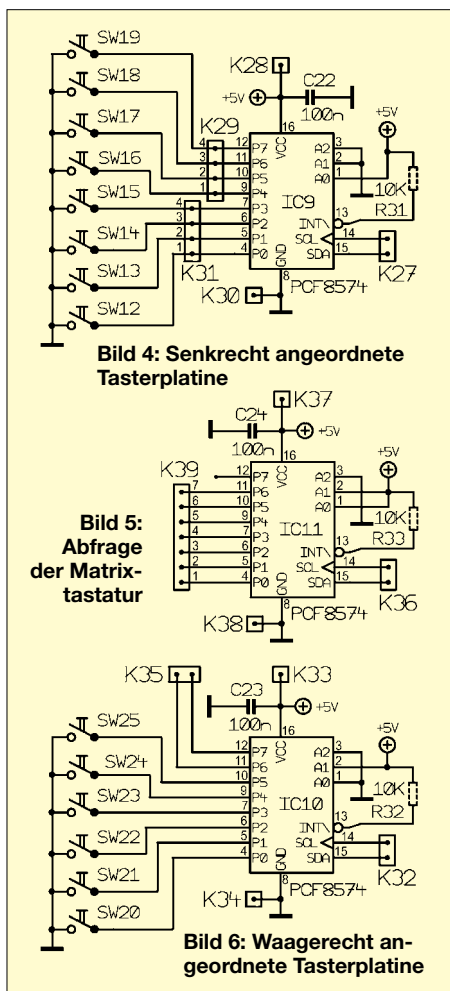 SW19
SW18
SW17
SW16
SW15
SW14
SW13
SW12
K28
+5V
C22
100n
K29
4
3
2
1
4
3
2
1
K31
12 P7
11 P6
10 P5
9 P4
7 P3
6 P2
5 P1
4 P0
16
VCC
IC9
GND
8
A2 3
A1 2
A0 1
INT\ 13
SCL 14
SDA 15
PCF8574
+5V
10K
R31
K27
K30
Bild 4: Senkrecht angeordnete
Tasterplatine
K37
C24
100n
+5V
K39
7
6
5
4
3
2
1
12 P7
11 P6
10 P5
9 P4
7 P3
6 P2
5 P1
4 P0
16
VCC
IC11
GND
8
A2 3
A1 2
A0 1
INT\ 13
SCL 14
SDA 15
PCF8574
+5V
10K
R33
K36
K38
Bild 5:
Abfrage
der Matrix-
tastatur
K35
K33
C23
100n
+5V
SW25
SW24
SW23
SW22
SW21
SW20
12 P7
11 P6
10 P5
9 P4
7 P3
6 P2
5 P1
4 P0
16
VCC
IC10
GND
8
A2 3
A1 2
A0 1
INT\ 13
SCL 14
SDA 15
PCF8574
+5V
10K
R32
K32
K34
Bild 6: Waagerecht an-
geordnete Tasterplatine